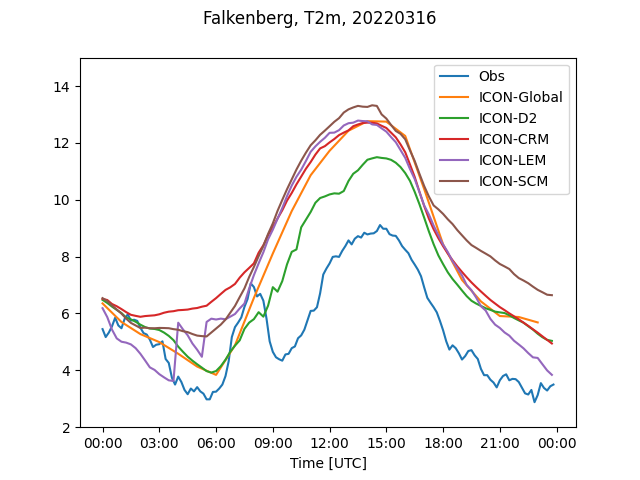 Falkenberg, T2m, 20220316
14
12
10
8
6
4
2
Obs
ICON-Global
ICON-D2
ICON-CRM
ICON-LEM
ICON-SCM
00:00 03:00 06:00 09:00 12:00 15:00 18:00 21:00 00:00
Time [UTC]